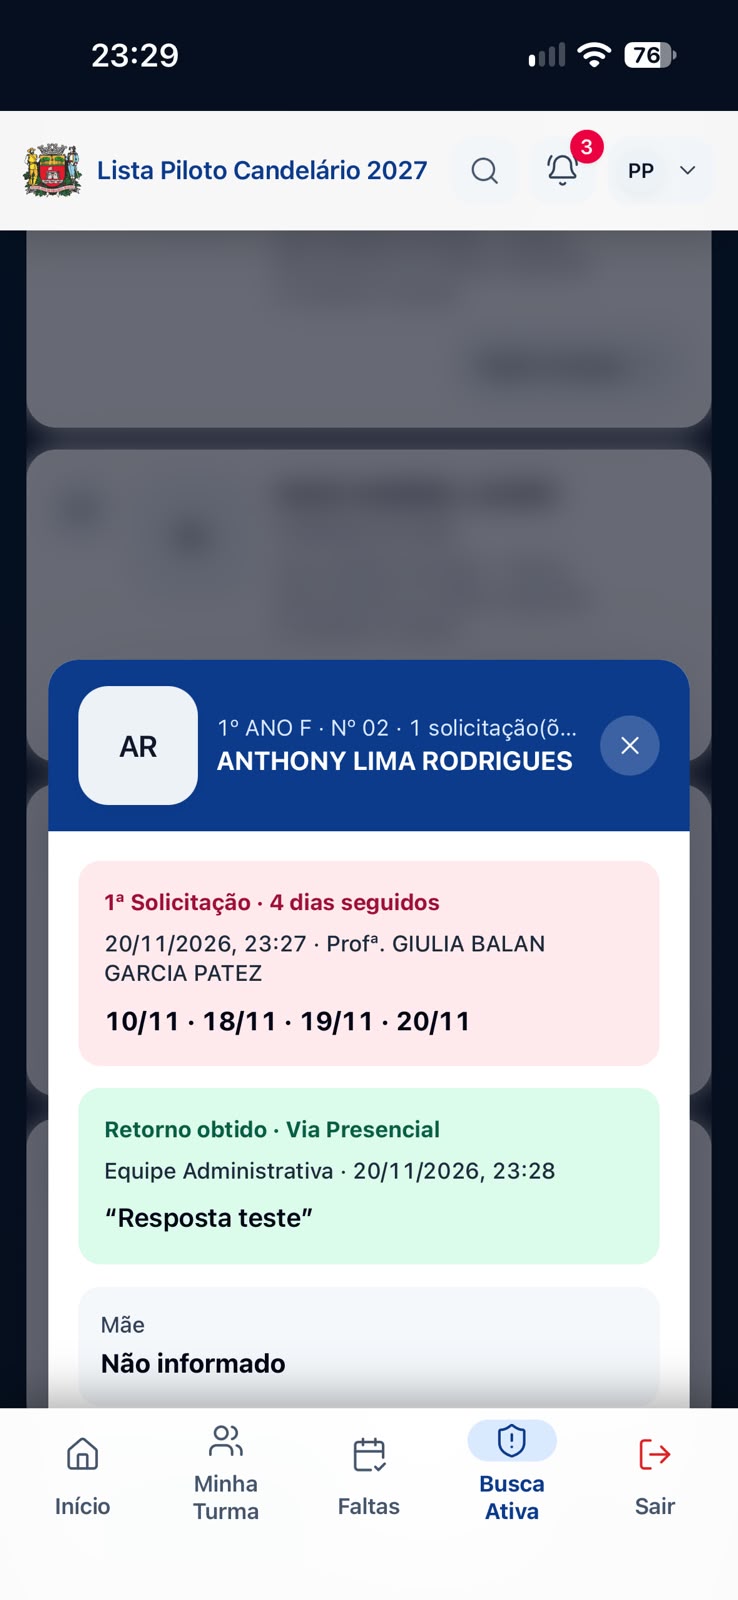 23:29
76
Lista Piloto Candelário 2027
3
PP
AR
1º ANO F · Nº 02 · 1 solicitação(õ...
ANTHONY LIMA RODRIGUES
1ª Solicitação · 4 dias seguidos
20/11/2026, 23:27 · Profª. GIULIA BALAN
GARCIA PATEZ
10/11 · 18/11 · 19/11 · 20/11
Retorno obtido · Via Presencial
Equipe Administrativa · 20/11/2026, 23:28
“Resposta teste”
Mãe
Não informado
Início
Minha
Turma
Faltas
Busca
Ativa
Sair